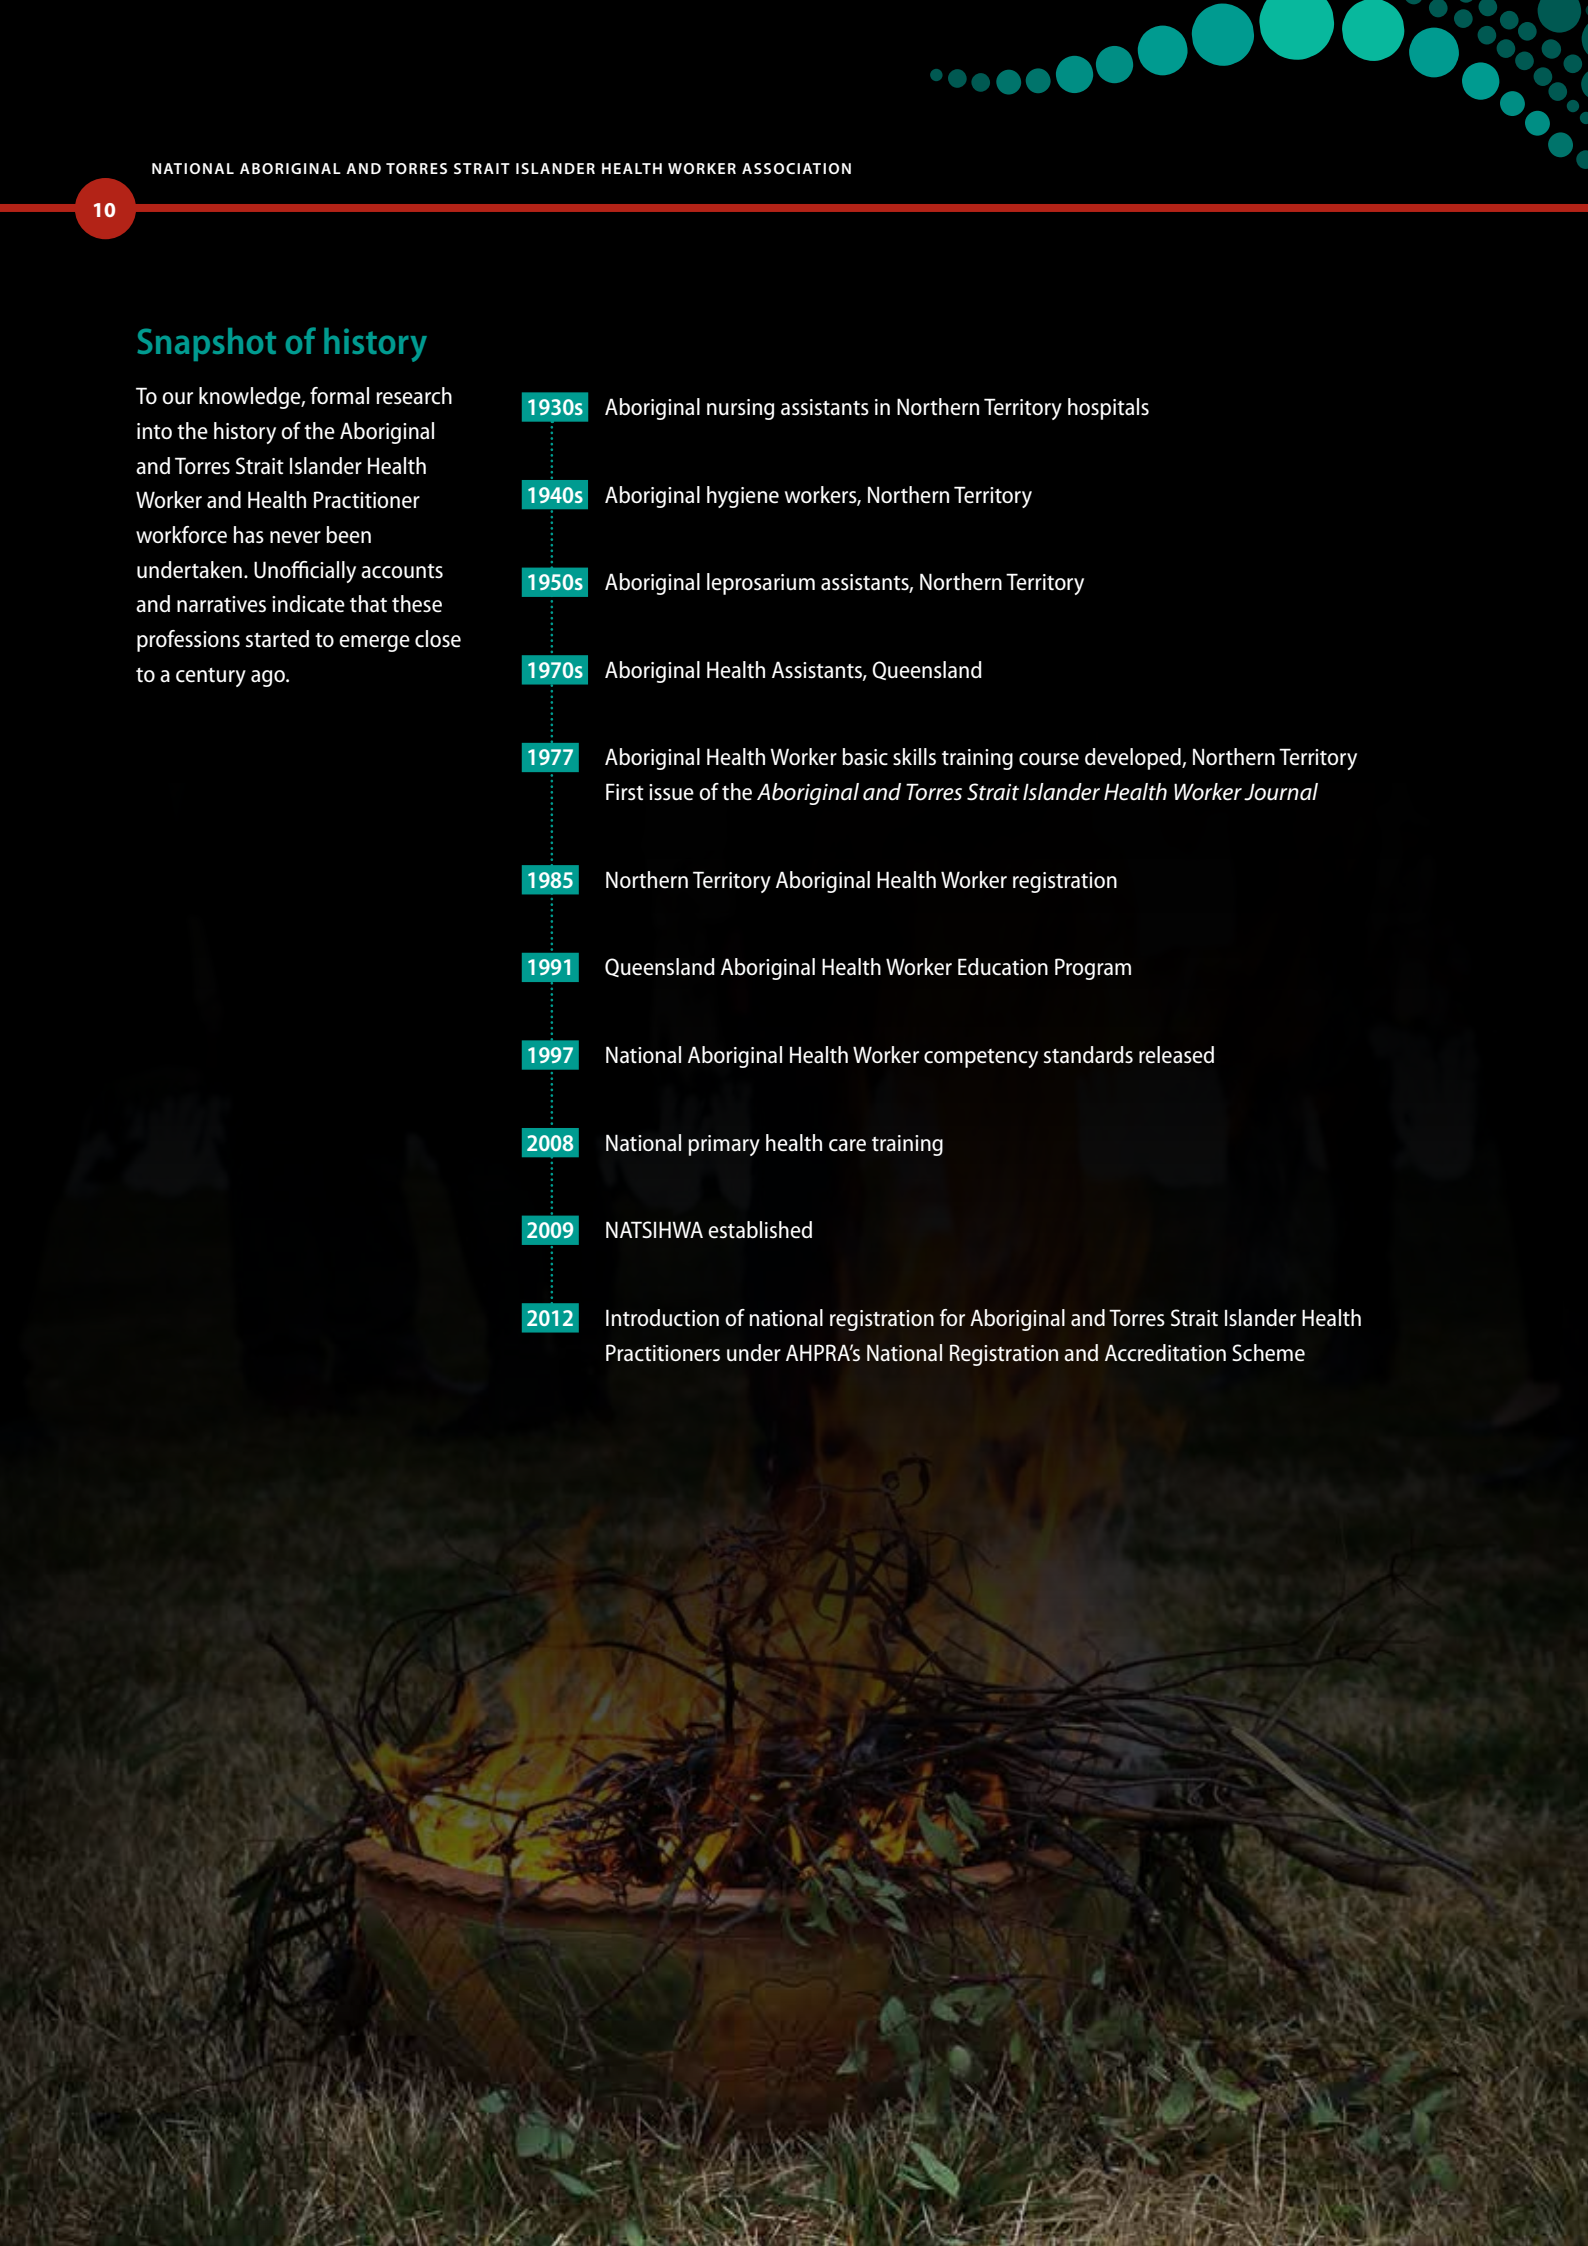 NATIONAL ABORIGINAL AND TORRES STRAIT ISLANDER HEALTH WORKER ASSOCIATION
10
Snapshot of history
To our knowledge, formal research
into the history of the Aboriginal
and Torres Strait Islander Health
Worker and Health Practitioner
workforce has never been
undertaken. Unofficially accounts
and narratives indicate that these
professions started to emerge close
to a century ago.
1930s Aboriginal nursing assistants in Northern Territory hospitals
1940s Aboriginal hygiene workers, Northern Territory
1950s Aboriginal leprosarium assistants, Northern Territory
1970s Aboriginal Health Assistants, Queensland
1977 Aboriginal Health Worker basic skills training course developed, Northern Territory
First issue of the Aboriginal and Torres Strait Islander Health Worker Journal
1985 Northern Territory Aboriginal Health Worker registration
1991 Queensland Aboriginal Health Worker Education Program
1997 National Aboriginal Health Worker competency standards released
2008 National primary health care training
2009 NATSIHWA established
2012 Introduction of national registration for Aboriginal and Torres Strait Islander Health
Practitioners under AHPRA’s National Registration and Accreditation Scheme